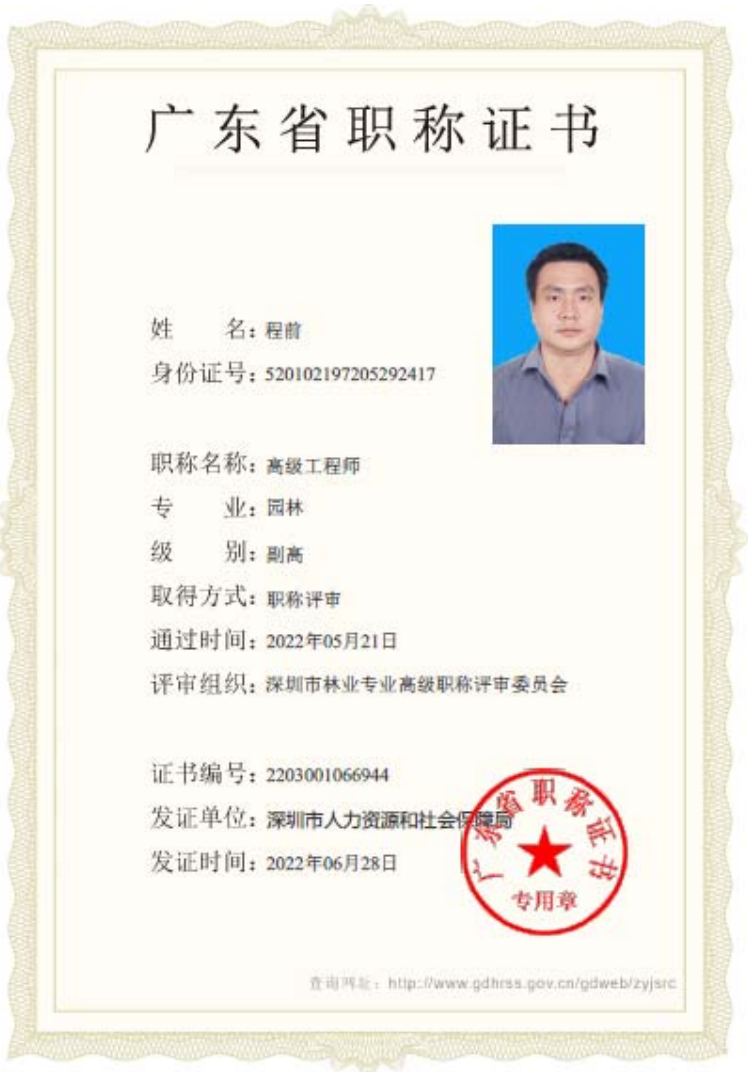 广东省职称证书
姓 名：程前
身份证号：520102197205292417
职称名称：高级工程师
专 业：园林
级 别：副高
取得方式：职称评审
通过时间：2022年05月21日
评审组织：深圳市林业专业高级职称评审委员会
证书编号：2203001066944
发证单位：深圳市人力资源和社会保障局
发证时间：2022年06月28日
广东省职称证书
专用章
查询网址：http://www.gdhrss.gov.cn/gdweb/zyjsrc